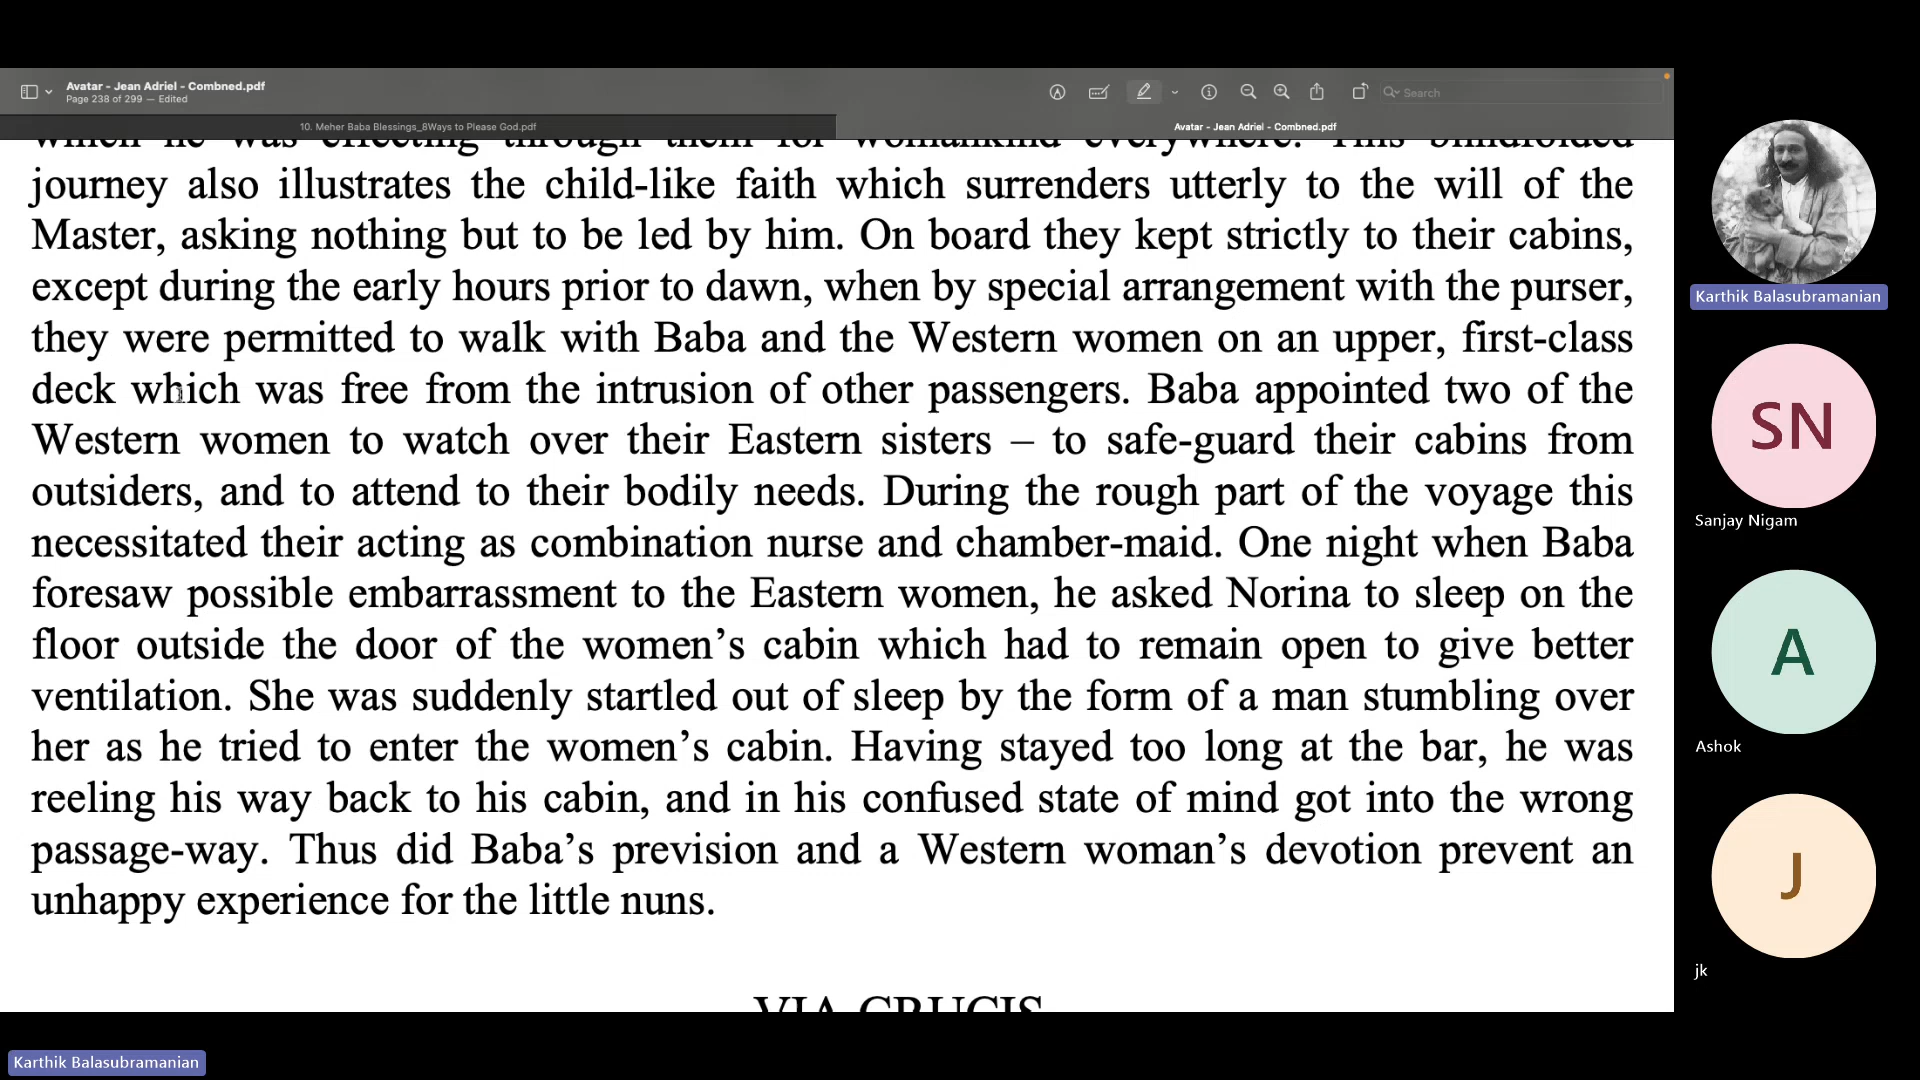 Avatar - Jean Adriel - Combned.pdf
Page 238 of 299 — Edited
Search
10. Meher Baba Blessings_8Ways to Please God.pdf
Avatar - Jean Adriel - Combned.pdf
which he was effecting through them for womankind everywhere. This blindfolded
journey also illustrates the child-like faith which surrenders utterly to the will of the
Master, asking nothing but to be led by him. On board they kept strictly to their cabins,
except during the early hours prior to dawn, when by special arrangement with the purser,
they were permitted to walk with Baba and the Western women on an upper, first-class
deck which was free from the intrusion of other passengers. Baba appointed two of the
Western women to watch over their Eastern sisters – to safe-guard their cabins from
outsiders, and to attend to their bodily needs. During the rough part of the voyage this
necessitated their acting as combination nurse and chamber-maid. One night when Baba
foresaw possible embarrassment to the Eastern women, he asked Norina to sleep on the
floor outside the door of the women’s cabin which had to remain open to give better
ventilation. She was suddenly startled out of sleep by the form of a man stumbling over
her as he tried to enter the women’s cabin. Having stayed too long at the bar, he was
reeling his way back to his cabin, and in his confused state of mind got into the wrong
passage-way. Thus did Baba’s prevision and a Western woman’s devotion prevent an
unhappy experience for the little nuns.
VIA CRUCIS
Karthik Balasubramanian
SN
Sanjay Nigam
A
Ashok
J
jk
Karthik Balasubramanian